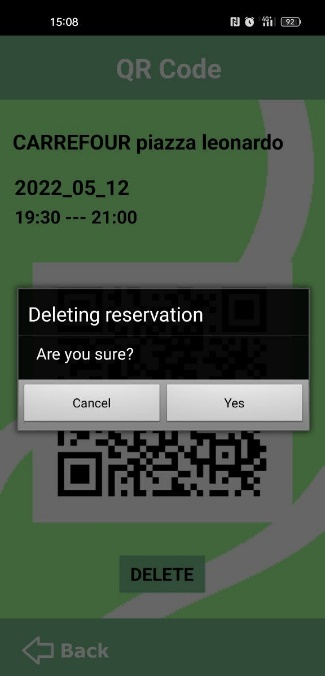 15:08
4G+
92
QR Code
CARREFOUR piazza leonardo
2022_05_12
19:30 --- 21:00
Deleting reservation
Are you sure?
Cancel Yes
DELETE
Back